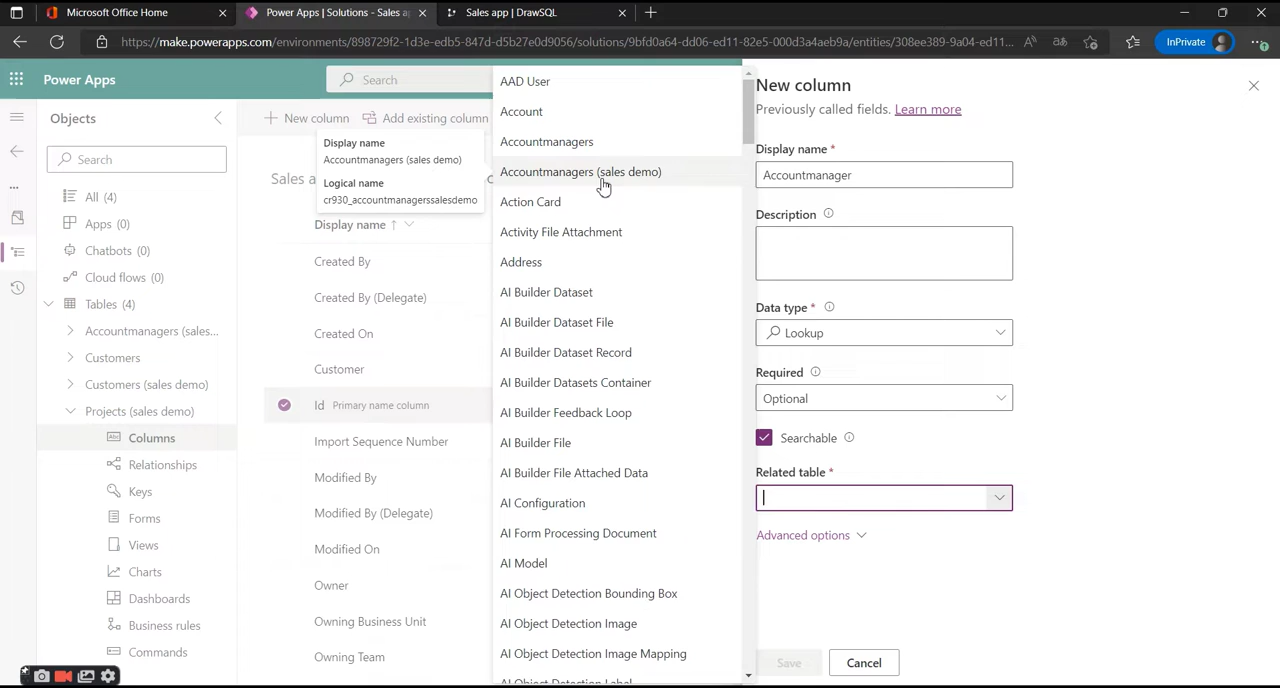 Microsoft Office Home
Power Apps | Solutions - Sales a
Sales app | DrawSQL
https://make.powerapps.com/environments/898729f2-1d3e-edb5-847d-d5b27e0d9056/solutions/9bfd0a64-dd06-ed11-82e5-000d3a4aeb9a/entities/308ee389-9a04-ed11...
InPrivate
Power Apps
Search
Objects
Search
All (4)
Apps (0)
Chatbots (0)
Cloud flows (0)
Tables (4)
Accountmanagers (sales...
Customers
Customers (sales demo)
Projects (sales demo)
Columns
Relationships
Keys
Forms
Views
Charts
Dashboards
Business rules
Commands
New column
Add existing column
Display name
Accountmanagers (sales demo)
Logical name
cr930_accountmanagerssalesdemo
Sales a
Display name
Created By
Created By (Delegate)
Created On
Customer
Id Primary name column
Import Sequence Number
Modified By
Modified By (Delegate)
Modified On
Owner
Owning Business Unit
Owning Team
AAD User
Account
Accountmanagers
Accountmanagers (sales demo)
Action Card
Activity File Attachment
Address
AI Builder Dataset
AI Builder Dataset File
AI Builder Dataset Record
AI Builder Datasets Container
AI Builder Feedback Loop
AI Builder File
AI Builder File Attached Data
AI Configuration
AI Form Processing Document
AI Model
AI Object Detection Bounding Box
AI Object Detection Image
AI Object Detection Image Mapping
AI Object Detection Label
New column
Previously called fields. Learn more
Display name *
Accountmanager
Description
Data type *
Lookup
Required
Optional
Searchable
Related table *
Advanced options
Save
Cancel